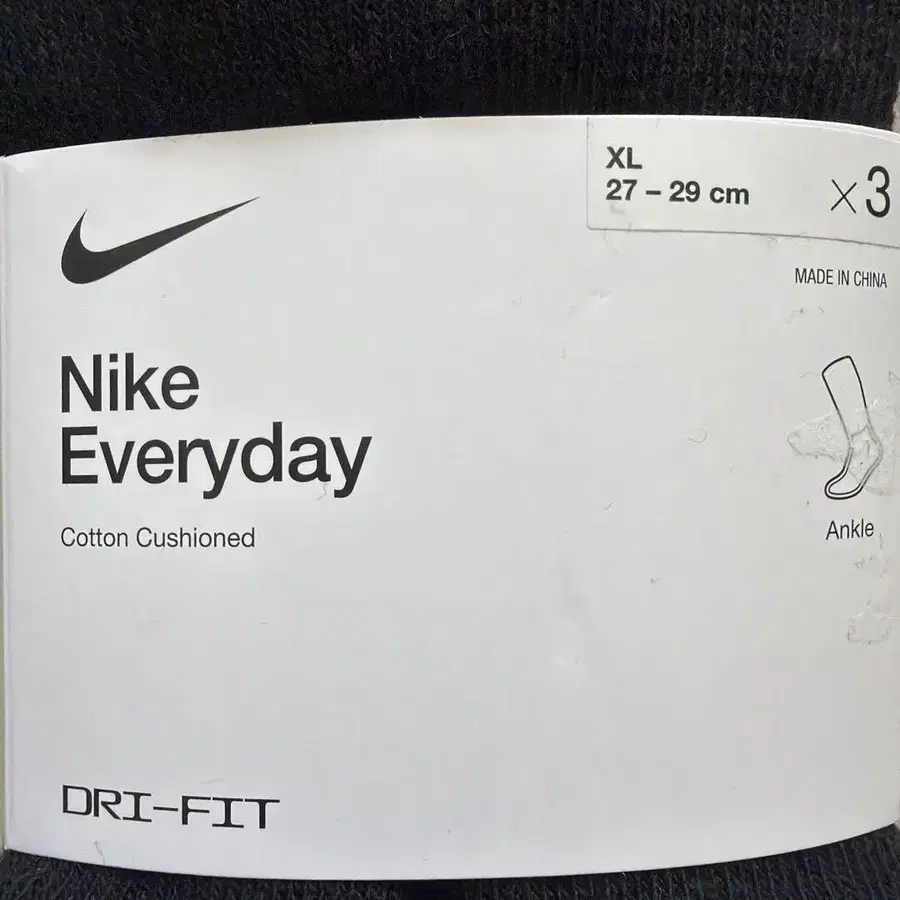 XL
27 – 29 cm
×3
MADE IN CHINA
Nike
Everyday
Cotton Cushioned
Ankle
DRI-FIT